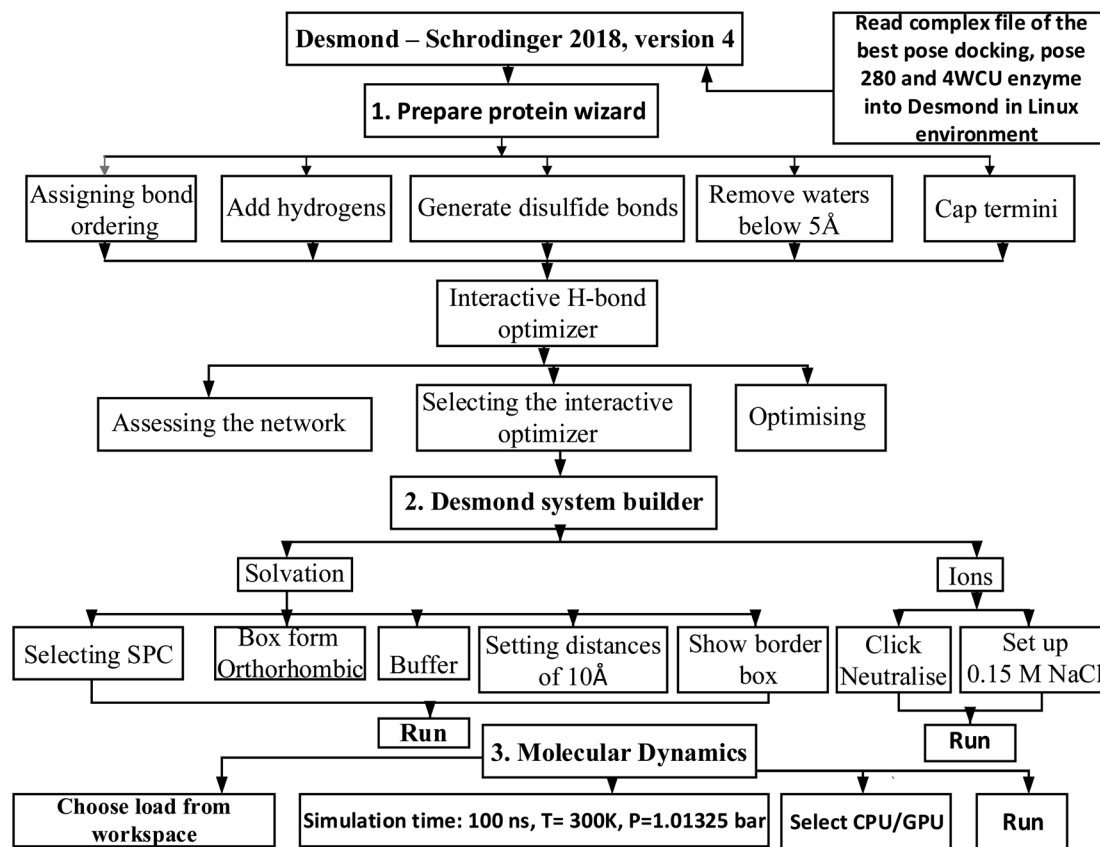 Desmond – Schrodinger 2018, version 4
Read complex file of the
best pose docking, pose
280 and 4WCU enzyme
into Desmond in Linux
environment
1. Prepare protein wizard
Assigning bond
ordering
Add hydrogens
Generate disulfide bonds
Remove waters
below 5Å
Cap termini
Interactive H-bond
optimizer
Assessing the network
Selecting the interactive
optimizer
Optimising
2. Desmond system builder
Solvation
Ions
Selecting SPC
Box form
Orthorhombic
Buffer
Setting distances
of 10Å
Show border
box
Click
Neutralise
Set up
0.15 M NaCl
Run
Run
3. Molecular Dynamics
Choose load from
workspace
Simulation time: 100 ns, T= 300K, P=1.01325 bar
Select CPU/GPU
Run